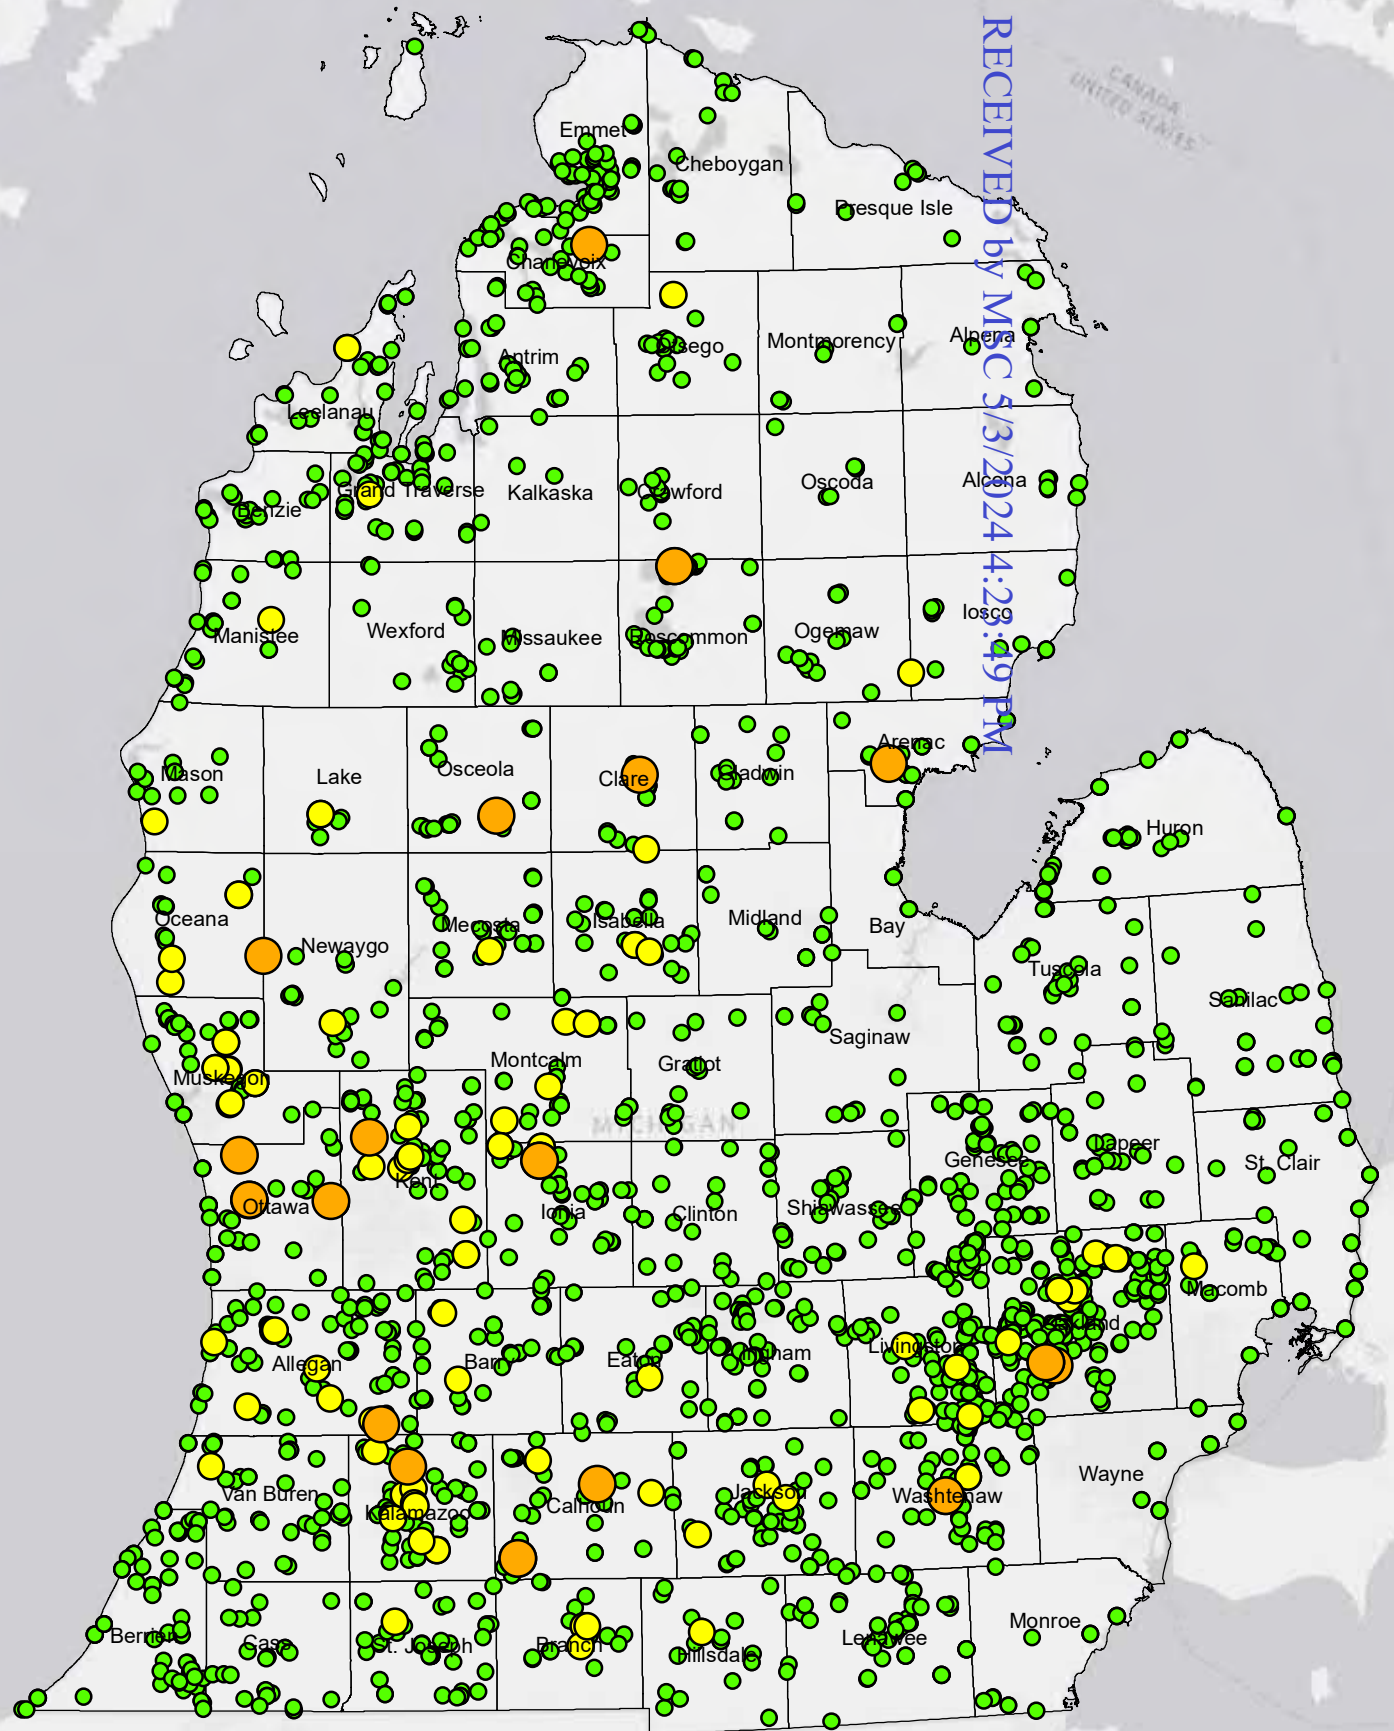 RECEIVED by MSC 5/3/2024 4:23:49 PM
CANADA
UNITED STATES
Emmet
Cheboygan
Presque Isle
Charlevoix
Antrim
Otsego
Montmorency
Alpena
Leelanau
Grand Traverse
Kalkaska
Crawford
Oscoda
Alcona
Benzie
Manistee
Wexford
Missaukee
Roscommon
Ogemaw
Iosco
Mason
Lake
Osceola
Clare
Gladwin
Arenac
Huron
Oceana
Newaygo
Mecosta
Isabella
Midland
Bay
Tuscola
Sanilac
Saginaw
Muskegon
Montcalm
Gratiot
MICHIGAN
Genesee
Lapeer
St. Clair
Kent
Ottawa
Ionia
Clinton
Shiawassee
Macomb
Oakland
Allegan
Barry
Eaton
Ingham
Livingston
Van Buren
Kalamazoo
Calhoun
Jackson
Washtenaw
Wayne
Berrien
Cass
St. Joseph
Branch
Hillsdale
Lenawee
Monroe